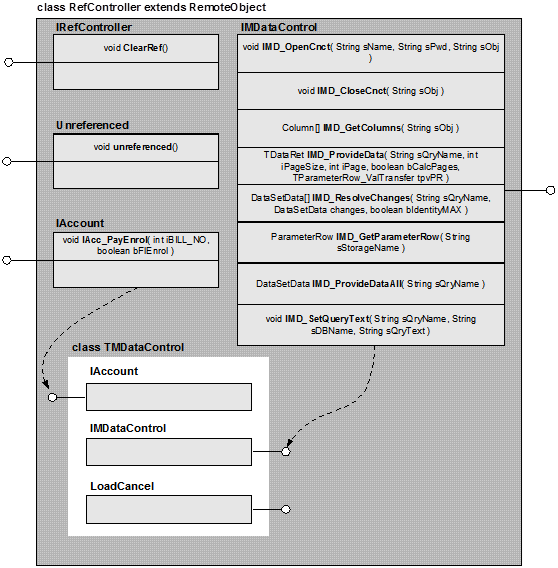 class RefController extends RemoteObject
IRefController
void ClearRef()
Unreferenced
void unreferenced()
IAccount
void IAcc_PayEnrol( int iBILL_NO,
boolean bFIEnrol )
IMDataControl
void IMD_OpenCnct( String sName, String sPwd, String sObj
)
void IMD_CloseCnct( String sObj )
Column[] IMD_GetColumns( String sObj )
TDataRet IMD_ProvideData( String sQryName, int
iPageSize, int iPage, boolean bCalcPages,
TParameterRow_ValTransfer tpvPR )
DataSetData[] IMD_ResolveChanges( String sQryName,
DataSetData changes, boolean bIdentityMAX )
ParameterRow IMD_GetParameterRow( String
sStorageName )
DataSetData IMD_ProvideDataAll( String sQryName )
void IMD_SetQueryText( String sQryName, String
sDBName, String sQryText )
class TMDataControl
IAccount
IMDataControl
LoadCancel